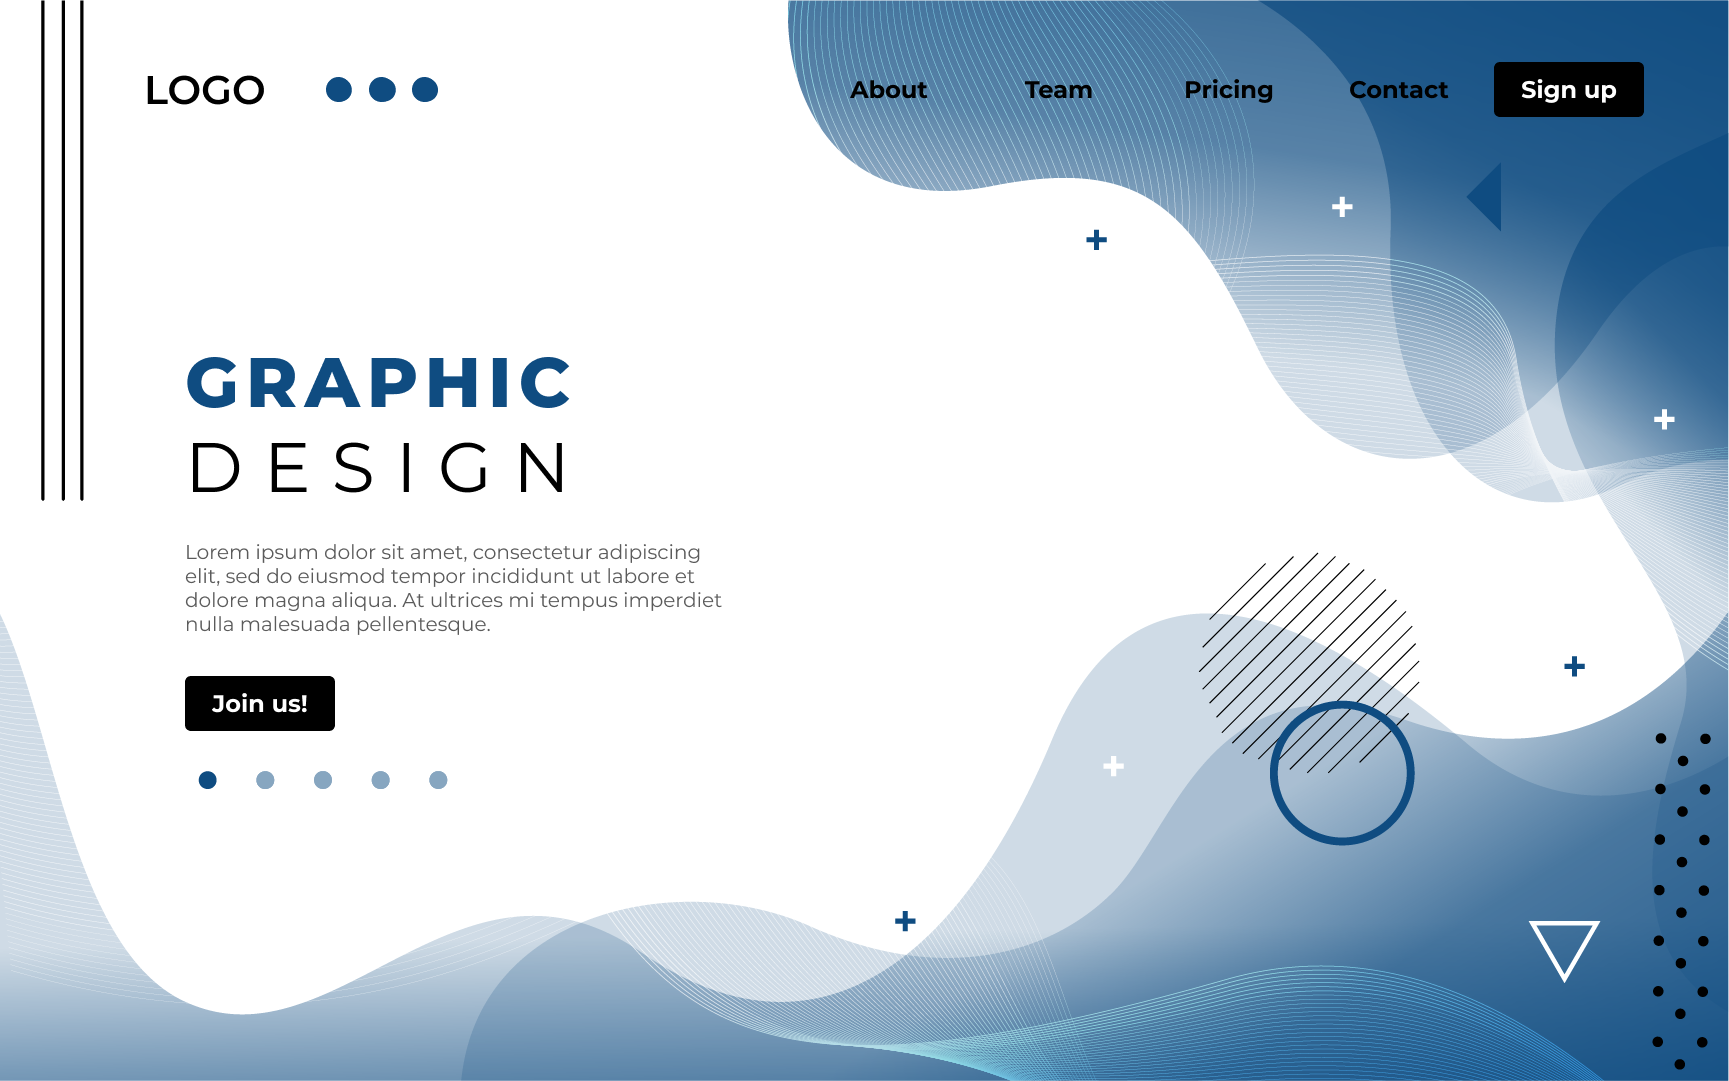 LOGO
About
Team
Pricing
Contact
Sign up
GRAPHIC
DESIGN
Lorem ipsum dolor sit amet, consectetur adipiscing
elit, sed do eiusmod tempor incididunt ut labore et
dolore magna aliqua. At ultrices mi tempus imperdiet
nulla malesuada pellentesque.
Join us!